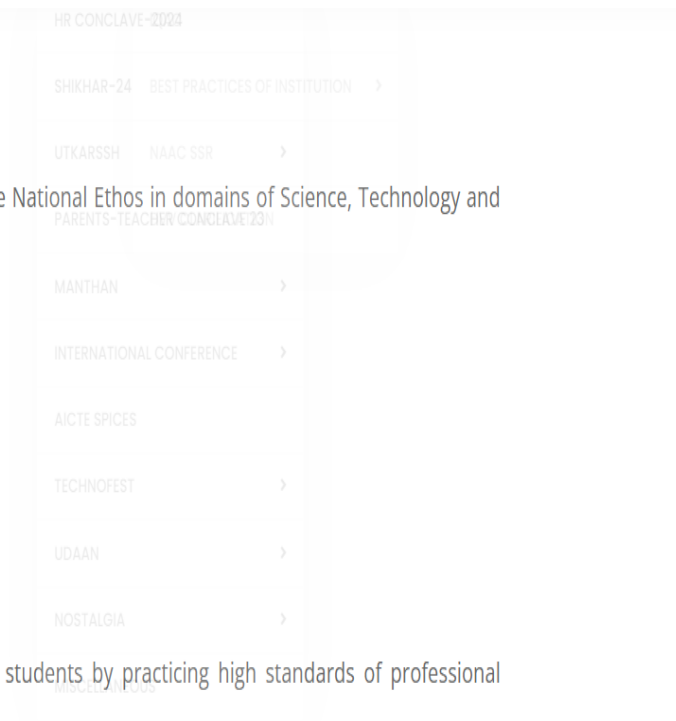 HR CONCLAVE-2024
SHIKHAR-24 BEST PRACTICES OF INSTITUTION
UTKARSSH NAAC SSR
National Ethos in domains of Science, Technology and
PARENTS-TEACHER CONCLAVE 23
MANTHAN
INTERNATIONAL CONFERENCE
AICTE SPICES
TECHNOFEST
UDAAN
NOSTALGIA
students by practicing high standards of professional
MISCELLANEOUS